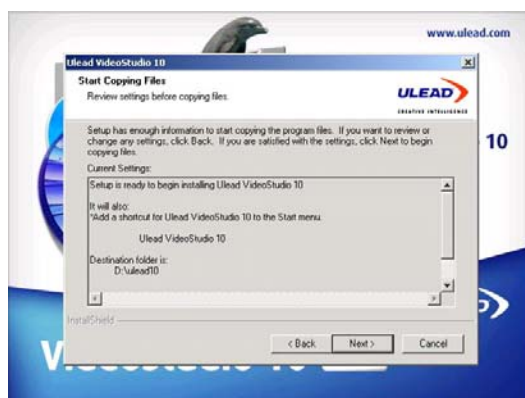 www.ulead.com
Ulead VideoStudio 10
Start Copying Files
Review settings before copying files.
ULEAD
CREATIVE INTELLIGENCE
Setup has enough information to start copying the program files. If you want to review or
change any settings, click Back. If you are satisfied with the settings, click Next to begin
copying files.
Current Settings:
Setup is ready to begin installing Ulead VideoStudio 10
It will also:
*Add a shortcut for Ulead VideoStudio 10 to the Start menu.
Ulead VideoStudio 10
Destination folder is:
D:\ulead10
10
InstallShield
< Back
Next >
Cancel